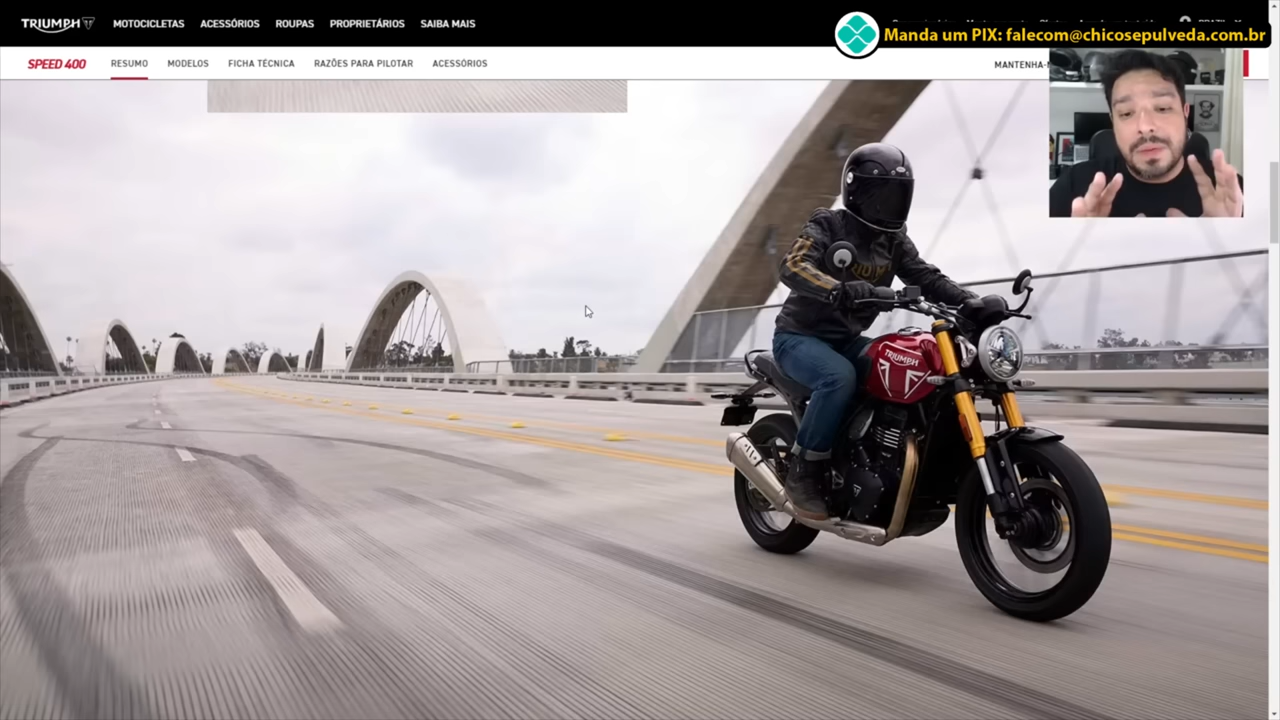 TRIUMPH MOTOCICLETAS ACESSÓRIOS ROUPAS PROPRIETÁRIOS SAIBA MAIS
Manda um PIX: falecom@chicosepulveda.com.br
SPEED 400 RESUMO MODELOS FICHA TÉCNICA RAZÕES PARA PILOTAR ACESSÓRIOS
TRIUMPH